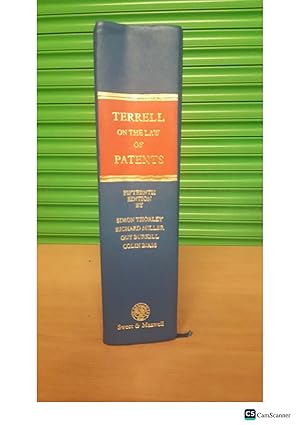 TERRELL
ON THE LAW
OF
PATENTS
FIFTEENTH
EDITION
BY
SIMON THORLEY
RICHARD MILLER
GUY BURKILL
COLIN BIRSS
Sweet & Maxwell
CS CamScanner